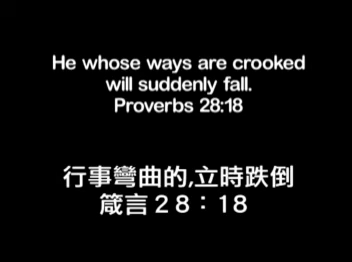 He whose ways are crooked
will suddenly fall.
Proverbs 28:18
行事彎曲的,立時跌倒
箴言２８：１８